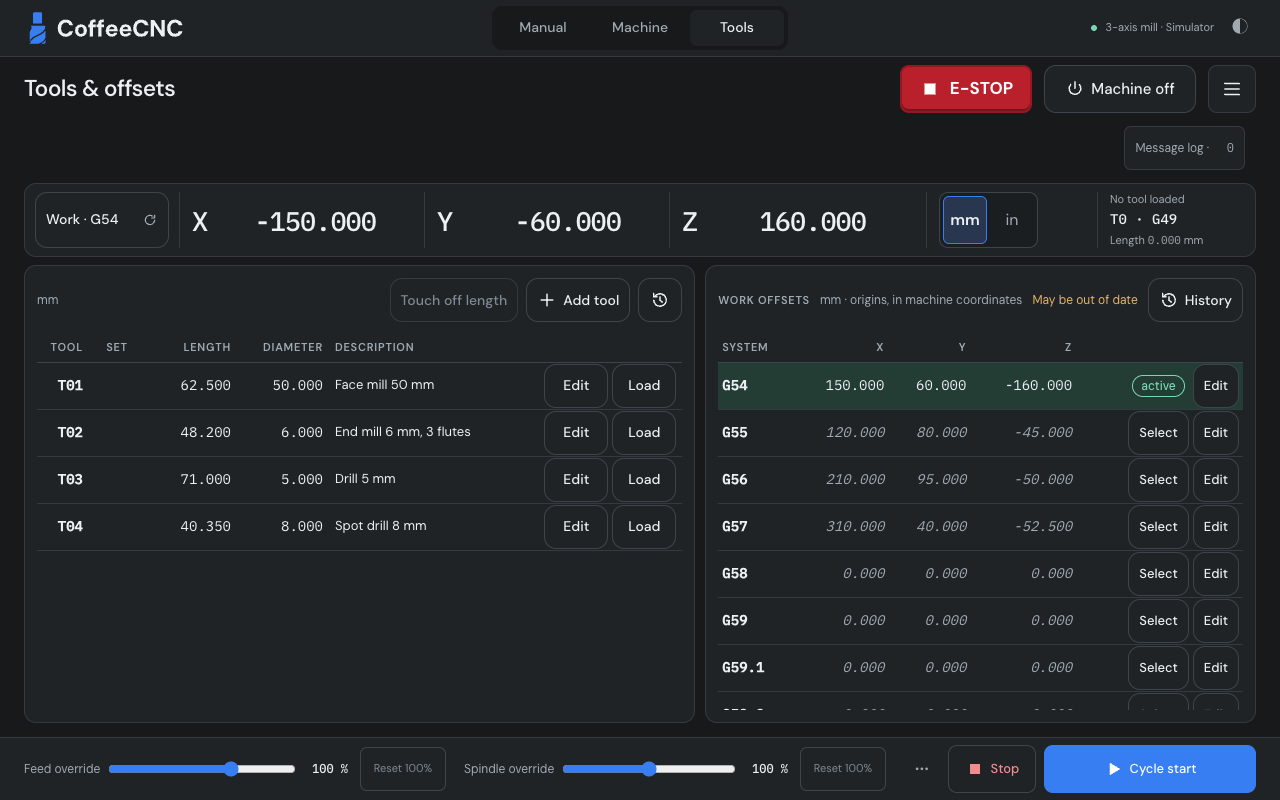 CoffeeCNC
Manual Machine Tools
3-axis mill · Simulator
Tools & offsets
E-STOP
Machine off
Message log · 0
Work · G54
X -150.000
Y -60.000
Z 160.000
mm in
No tool loaded
T0 · G49
Length 0.000 mm
mm
Touch off length
Add tool
TOOL SET LENGTH DIAMETER DESCRIPTION
T01 62.500 50.000 Face mill 50 mm Edit Load
T02 48.200 6.000 End mill 6 mm, 3 flutes Edit Load
T03 71.000 5.000 Drill 5 mm Edit Load
T04 40.350 8.000 Spot drill 8 mm Edit Load
WORK OFFSETS mm · origins, in machine coordinates May be out of date History
SYSTEM X Y Z
G54 150.000 60.000 -160.000 active Edit
G55 120.000 80.000 -45.000 Select Edit
G56 210.000 95.000 -50.000 Select Edit
G57 310.000 40.000 -52.500 Select Edit
G58 0.000 0.000 0.000 Select Edit
G59 0.000 0.000 0.000 Select Edit
G59.1 0.000 0.000 0.000 Select Edit
Feed override 100 % Reset 100%
Spindle override 100 % Reset 100%
···
Stop
Cycle start